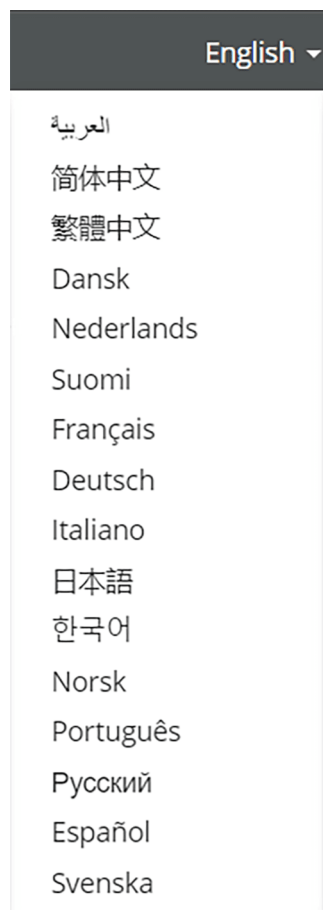 English
العربية
简体中文
繁體中文
Dansk
Nederlands
Suomi
Français
Deutsch
Italiano
日本語
한국어
Norsk
Português
Русский
Español
Svenska